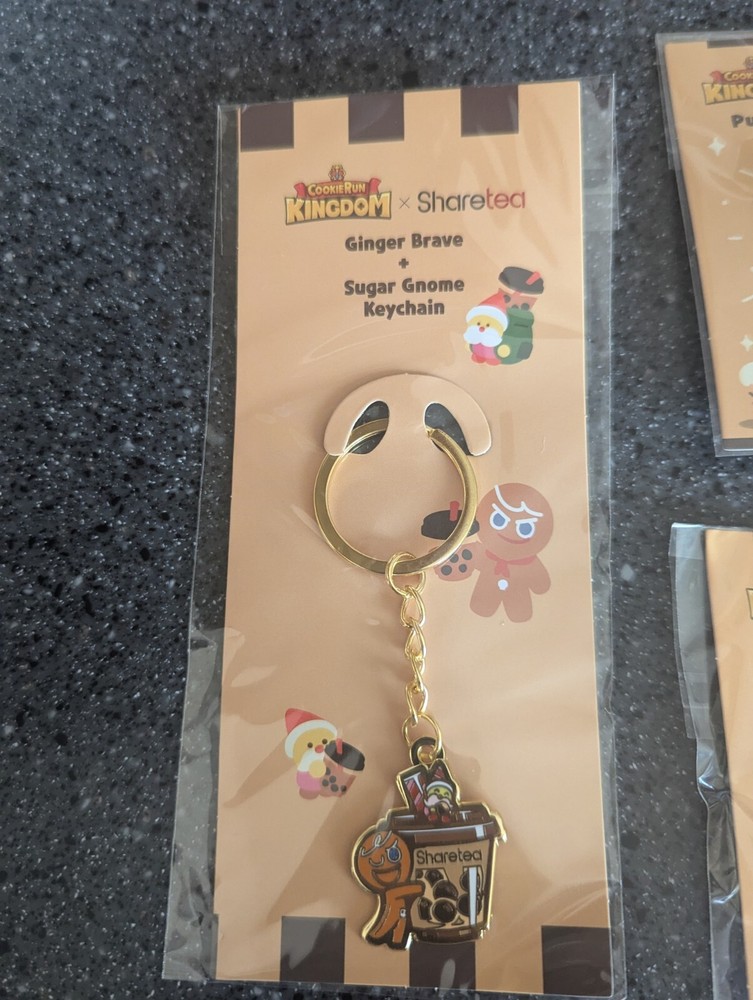 CookieRun
KINGDOM × Sharetea
Ginger Brave
+
Sugar Gnome
Keychain
Sharetea